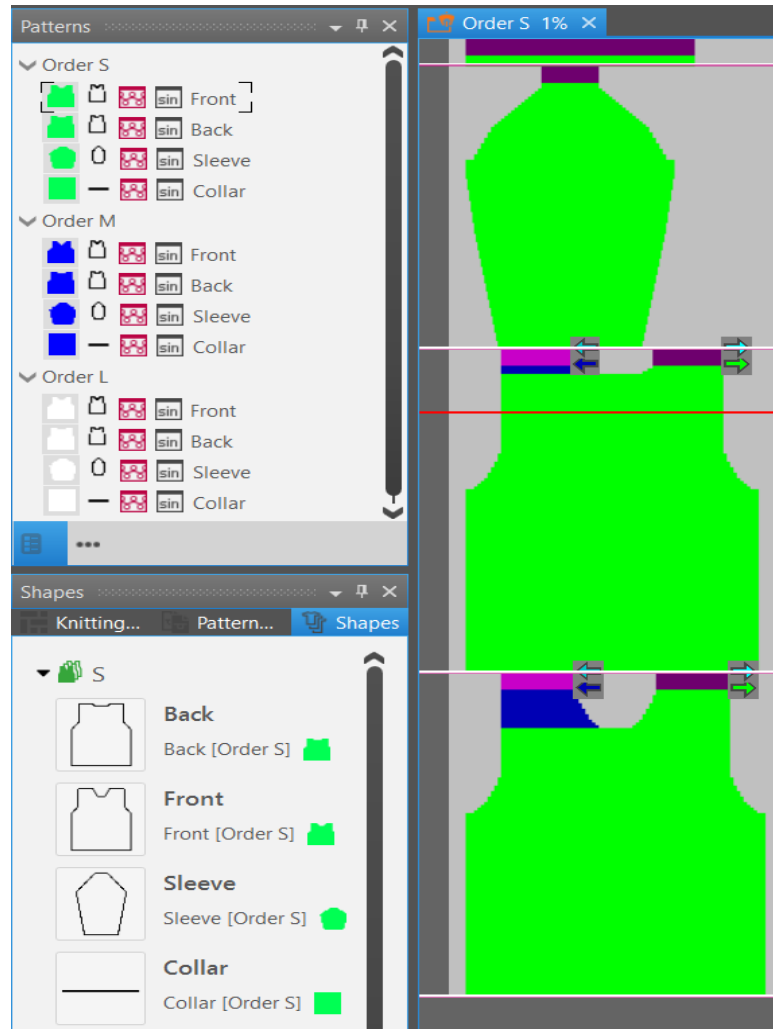 Patterns
Order S
sin Front
sin Back
sin Sleeve
sin Collar
Order M
sin Front
sin Back
sin Sleeve
sin Collar
Order L
sin Front
sin Back
sin Sleeve
sin Collar
Order S 1%
Shapes
Knitting... Pattern... Shapes
S
Back
Back [Order S]
Front
Front [Order S]
Sleeve
Sleeve [Order S]
Collar
Collar [Order S]